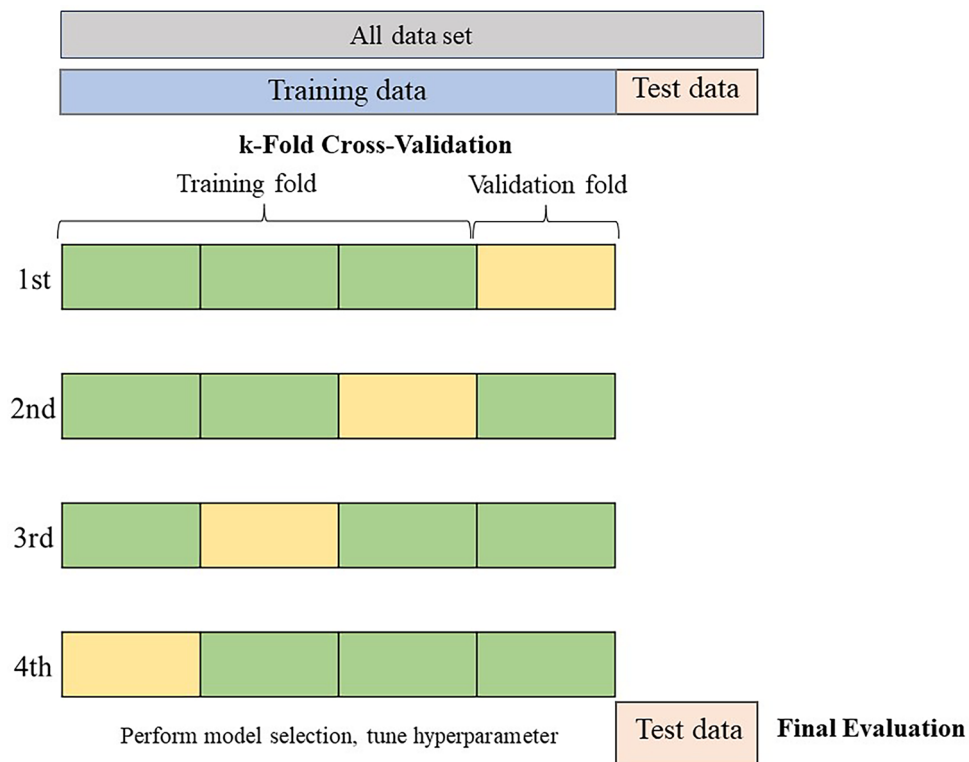 All data set
Training data
Test data
k-Fold Cross-Validation
Training fold
Validation fold
1st
2nd
3rd
4th
Perform model selection, tune hyperparameter
Test data
Final Evaluation